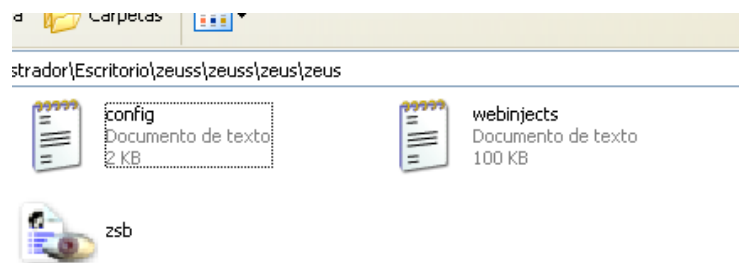 a Carpetas
strador\Escritorio\zeuss\zeuss\zeus\zeus
config
Documento de texto
2 KB
webinjects
Documento de texto
100 KB
zsb